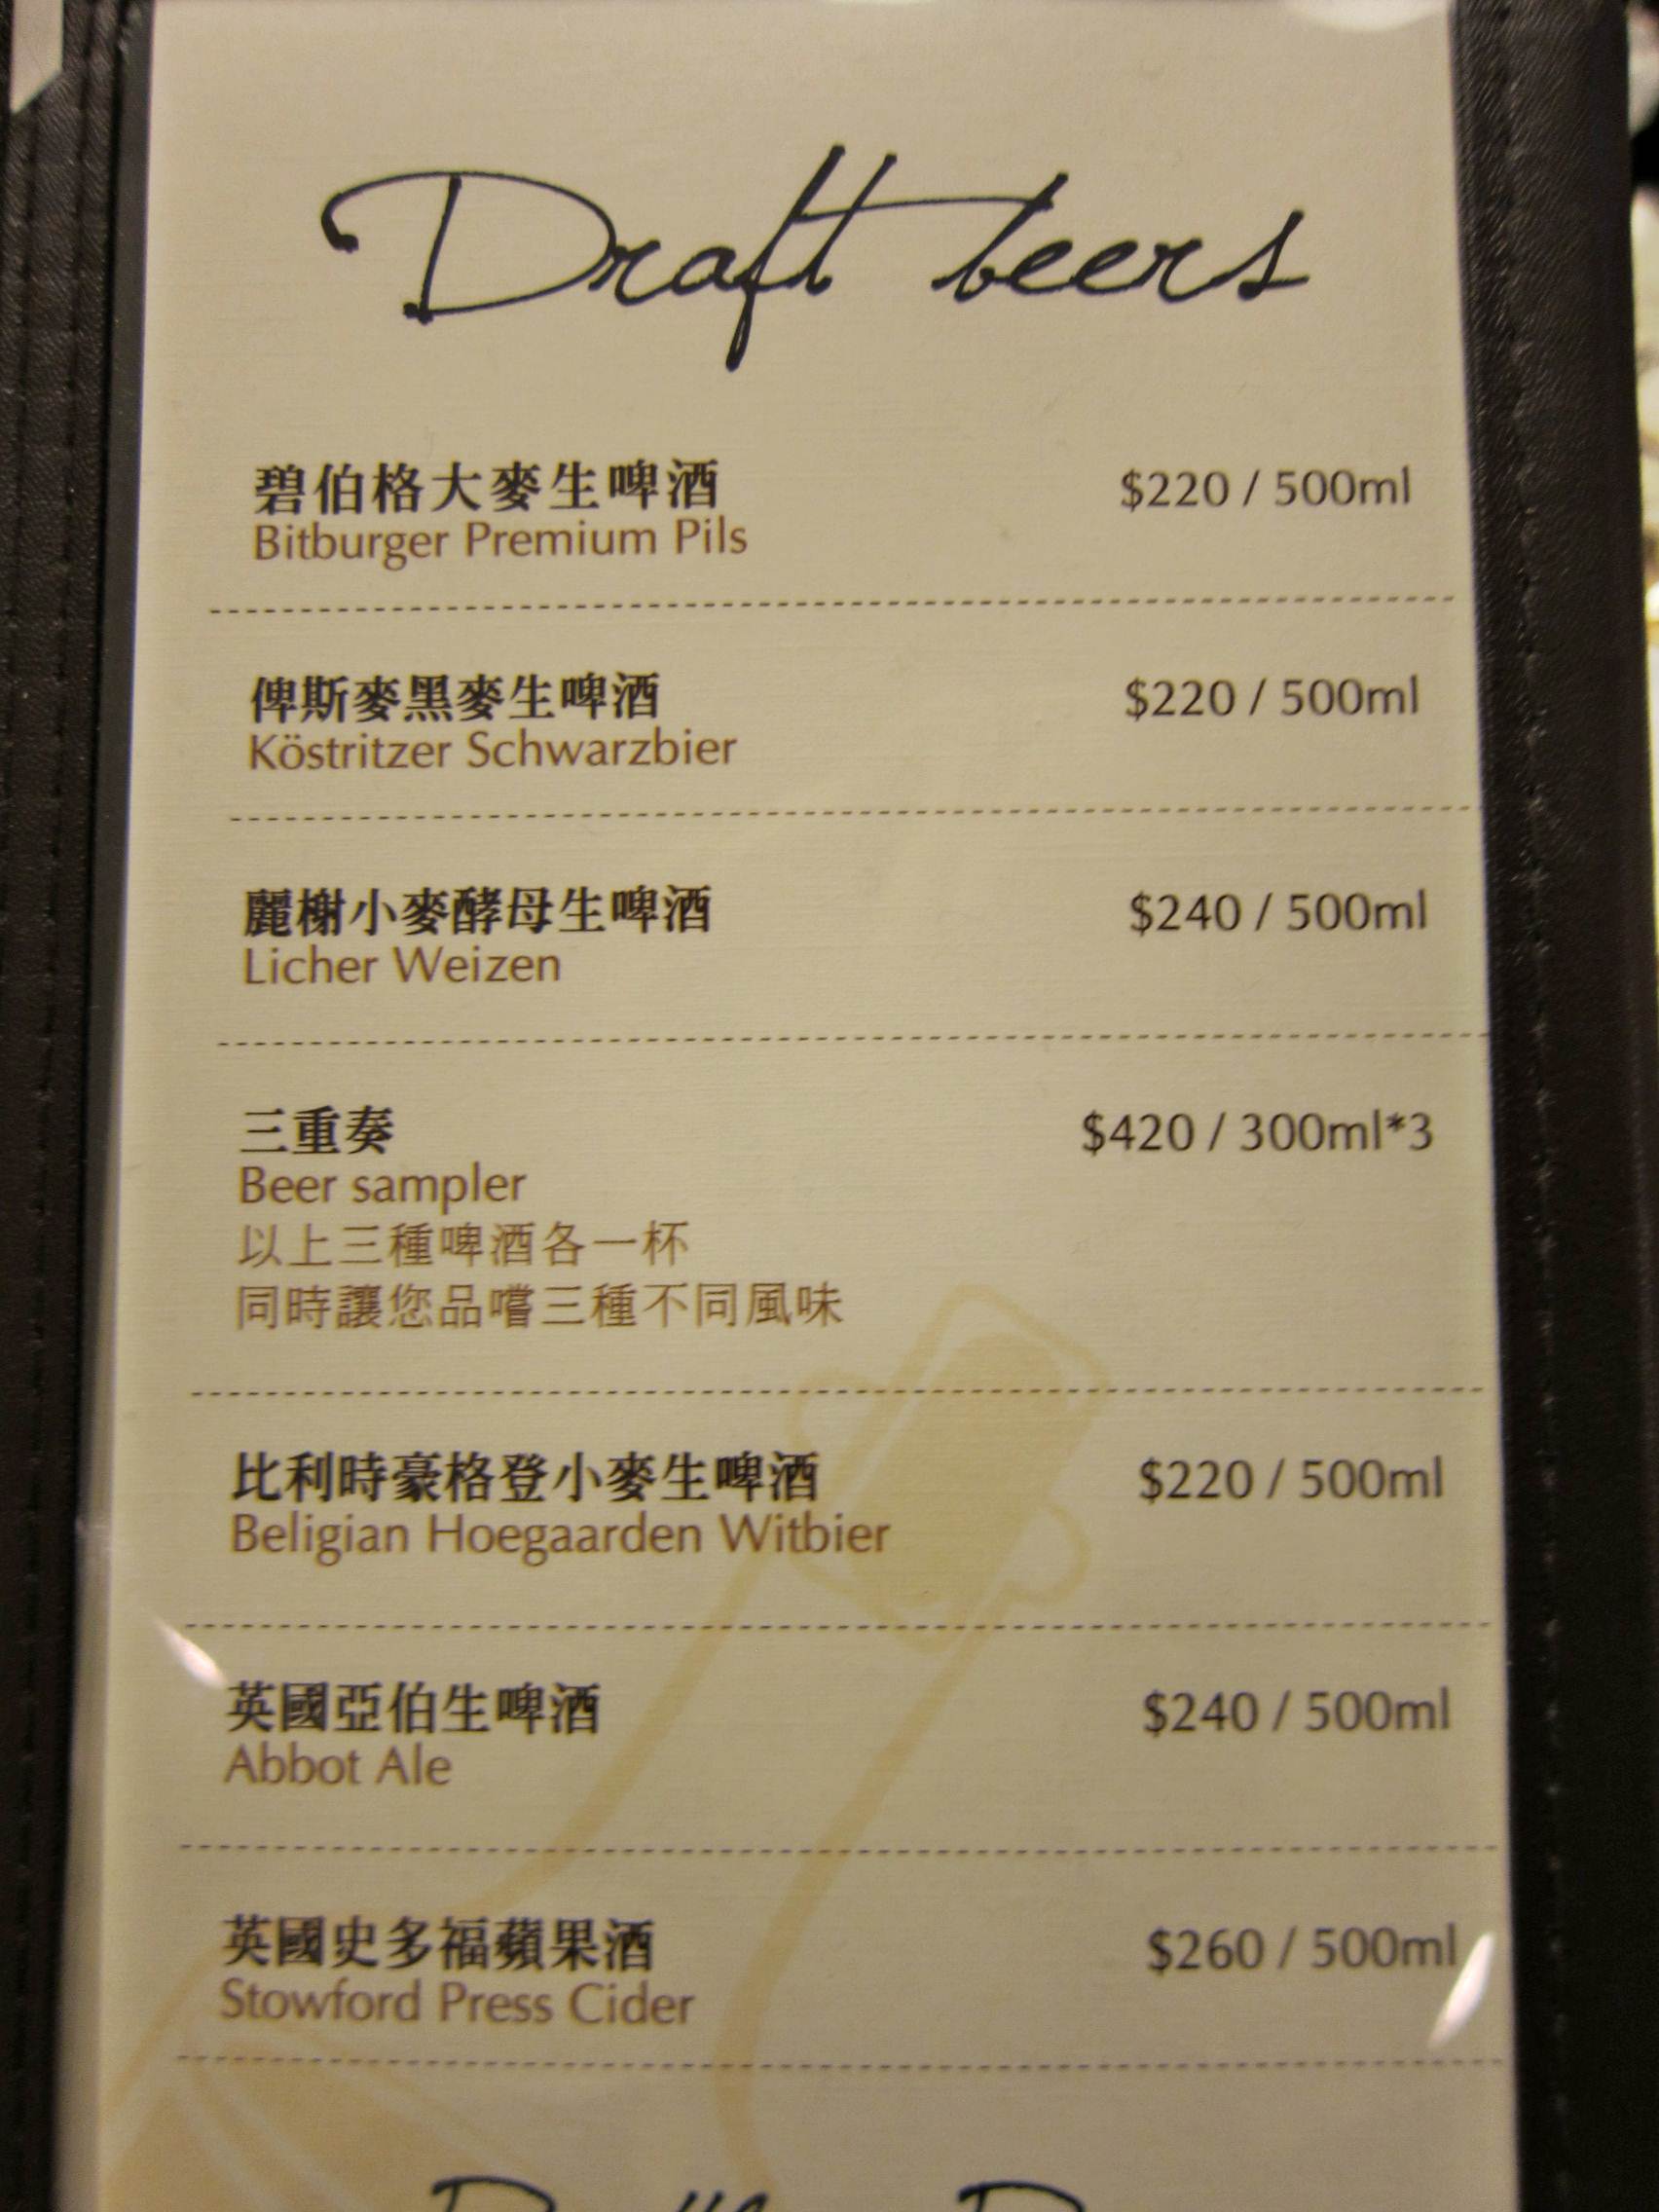 Draft beers
碧伯格大麥生啤酒 $220 / 500ml
Bitburger Premium Pils
俾斯麥黑麥生啤酒 $220 / 500ml
Köstritzer Schwarzbier
麗榭小麥酵母生啤酒 $240 / 500ml
Licher Weizen
三重奏 $420 / 300ml*3
Beer sampler
以上三種啤酒各一杯
同時讓您品嚐三種不同風味
比利時豪格登小麥生啤酒 $220 / 500ml
Beligian Hoegaarden Witbier
英國亞伯生啤酒 $240 / 500ml
Abbot Ale
英國史多福蘋果酒 $260 / 500ml
Stowford Press Cider